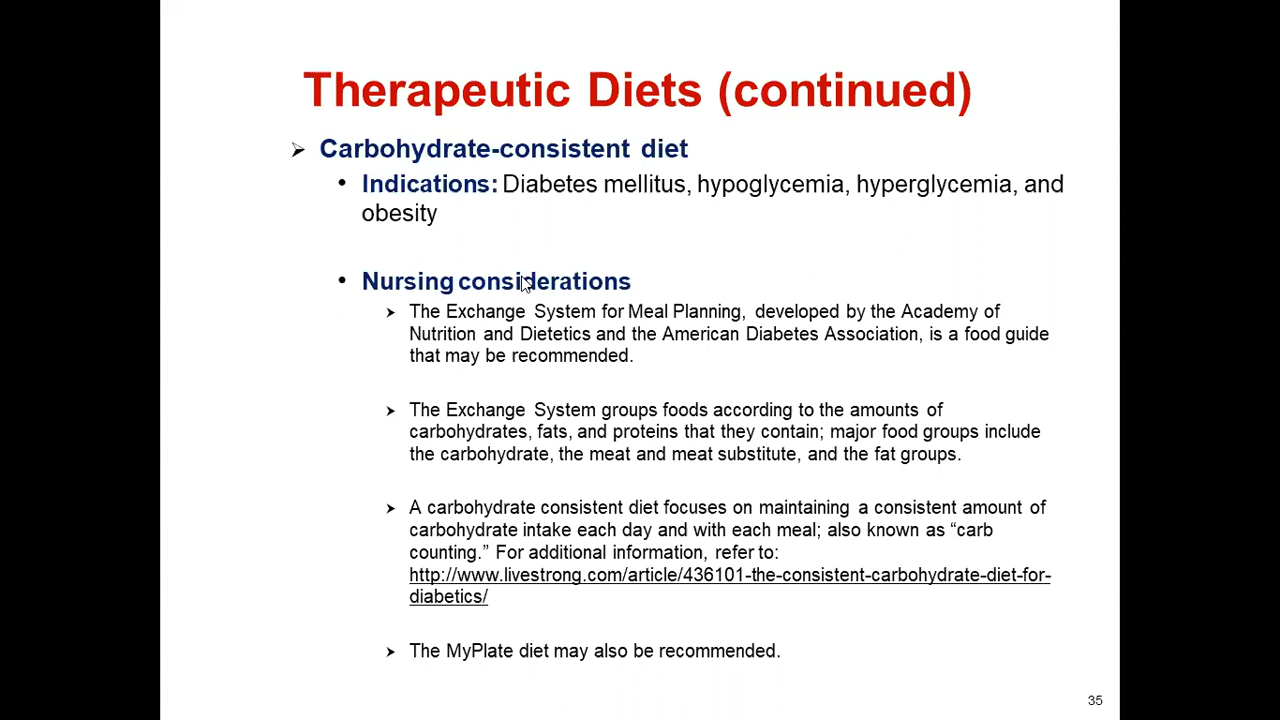 Therapeutic Diets (continued)
➢ Carbohydrate-consistent diet
• Indications: Diabetes mellitus, hypoglycemia, hyperglycemia, and
obesity
• Nursing considerations
➢ The Exchange System for Meal Planning, developed by the Academy of
Nutrition and Dietetics and the American Diabetes Association, is a food guide
that may be recommended.
➢ The Exchange System groups foods according to the amounts of
carbohydrates, fats, and proteins that they contain; major food groups include
the carbohydrate, the meat and meat substitute, and the fat groups.
➢ A carbohydrate consistent diet focuses on maintaining a consistent amount of
carbohydrate intake each day and with each meal; also known as “carb
counting.” For additional information, refer to:
http://www.livestrong.com/article/436101-the-consistent-carbohydrate-diet-for-
diabetics/
➢ The MyPlate diet may also be recommended.
35